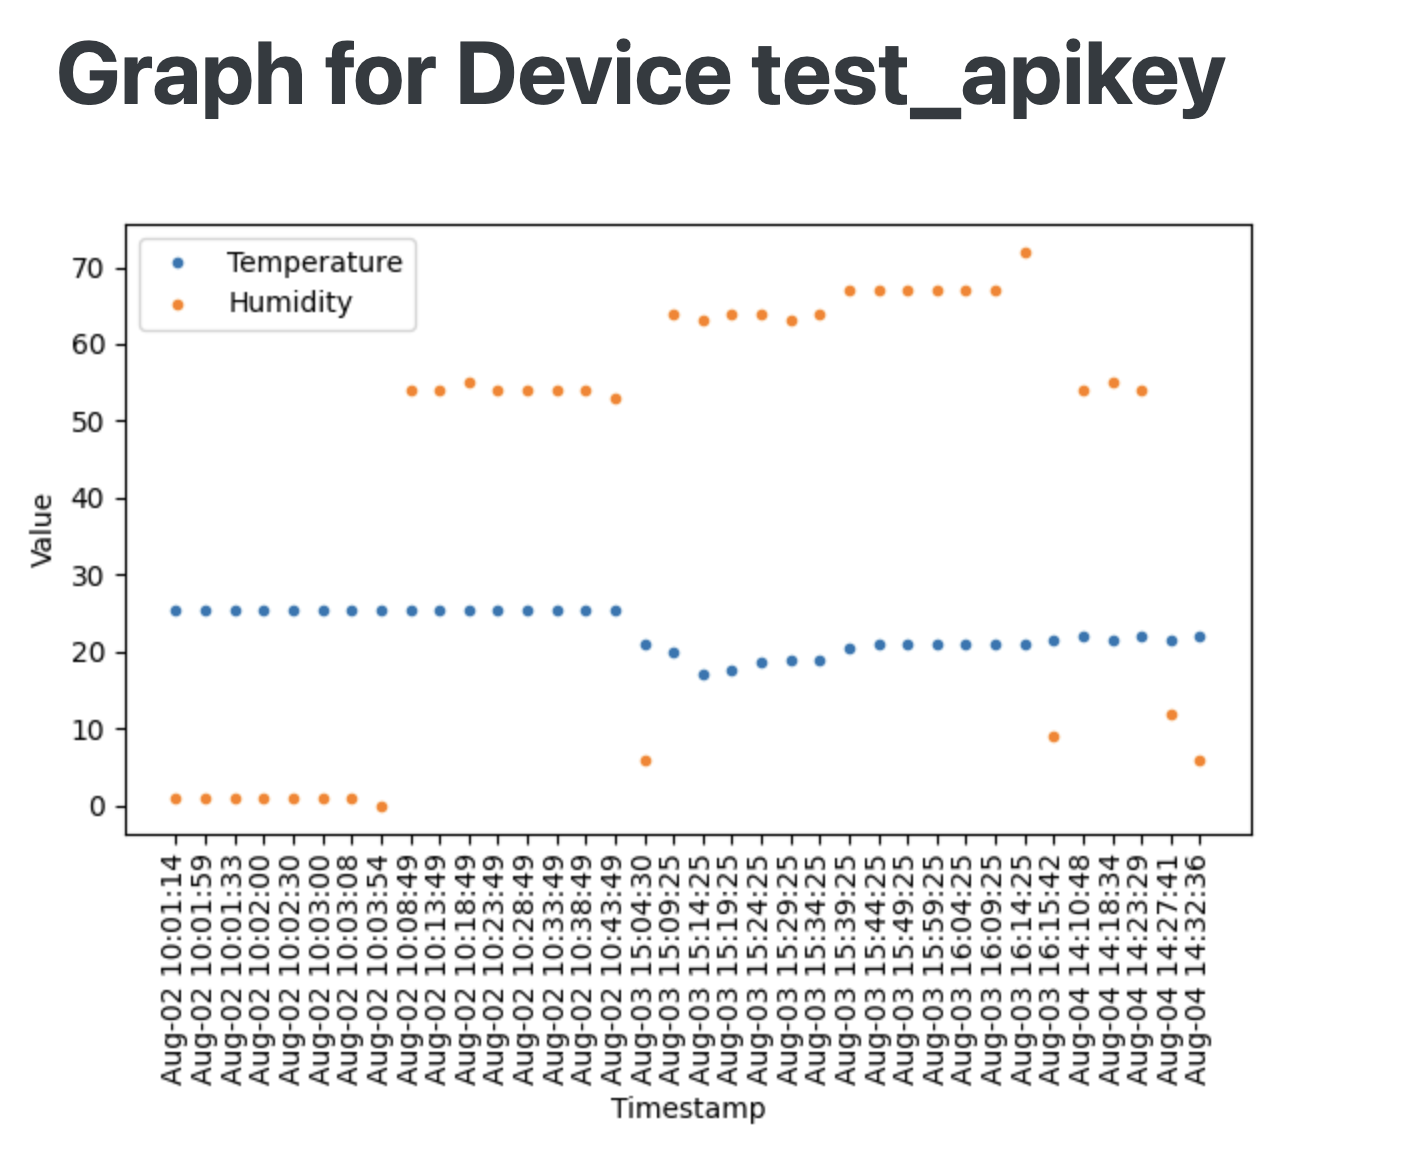 Graph for Device test_apikey
Temperature
Humidity
70
60
50
40
30
20
10
0
Value
Aug-02 10:01:14
Aug-02 10:01:59
Aug-02 10:01:33
Aug-02 10:02:00
Aug-02 10:02:30
Aug-02 10:03:00
Aug-02 10:03:08
Aug-02 10:03:54
Aug-02 10:08:49
Aug-02 10:13:49
Aug-02 10:18:49
Aug-02 10:23:49
Aug-02 10:28:49
Aug-02 10:33:49
Aug-02 10:38:49
Aug-02 10:43:49
Aug-03 15:04:30
Aug-03 15:09:25
Aug-03 15:14:25
Aug-03 15:19:25
Aug-03 15:24:25
Aug-03 15:29:25
Aug-03 15:34:25
Aug-03 15:39:25
Aug-03 15:44:25
Aug-03 15:49:25
Aug-03 15:59:25
Aug-03 16:04:25
Aug-03 16:09:25
Aug-03 16:14:25
Aug-03 16:15:42
Aug-04 14:10:48
Aug-04 14:18:34
Aug-04 14:23:29
Aug-04 14:27:41
Aug-04 14:32:36
Timestamp